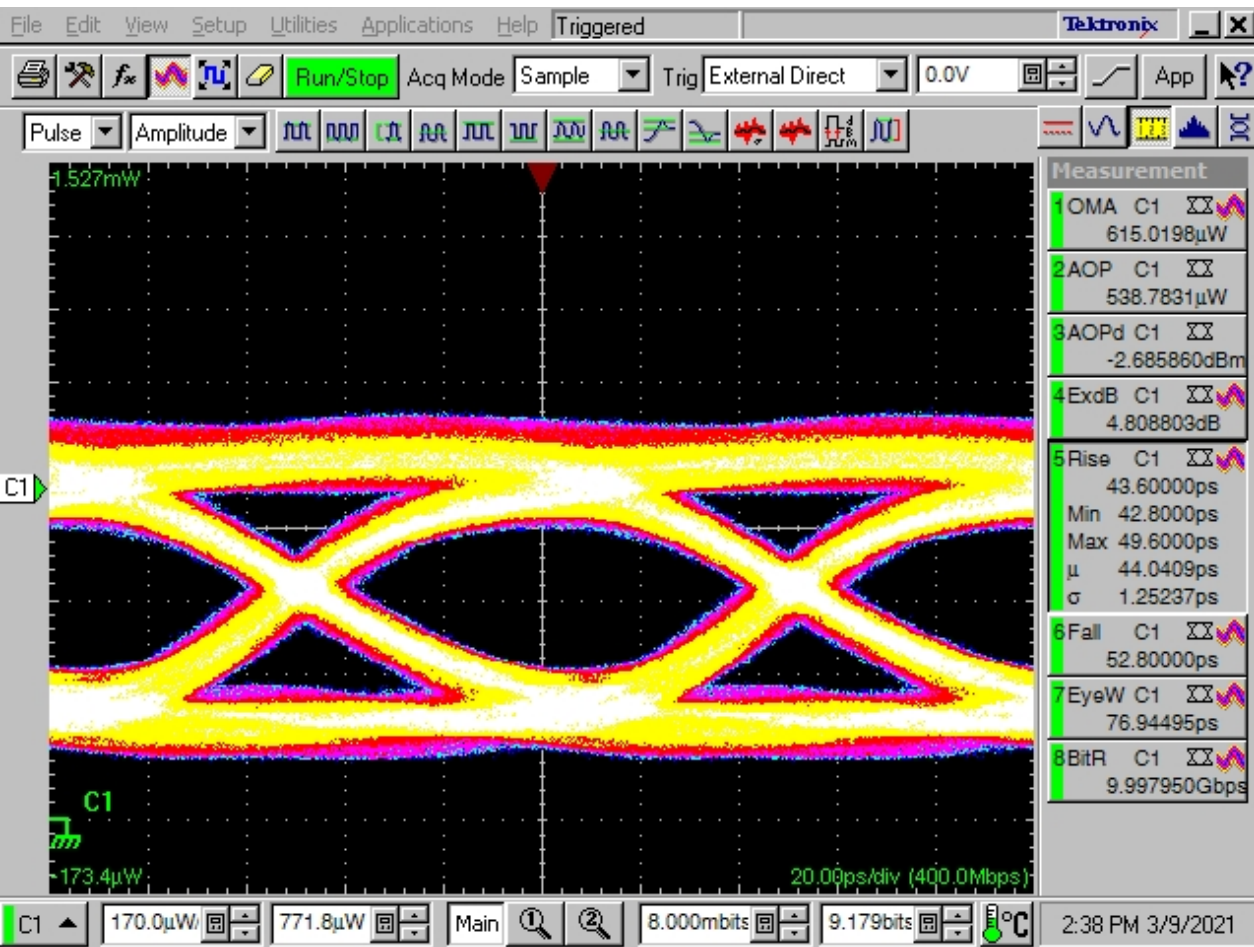 File Edit View Setup Utilities Applications Help Triggered Tektronix
Run/Stop Acq Mode Sample Trig External Direct 0.0V App
Pulse Amplitude
1.527mW
Measurement
1 OMA C1
615.0198µW
2 AOP C1
538.7831µW
3 AOPd C1
-2.685860dBm
4 ExdB C1
4.808803dB
5 Rise C1
43.60000ps
Min 42.8000ps
Max 49.6000ps
µ 44.0409ps
σ 1.25237ps
6 Fall C1
52.80000ps
7 EyeW C1
76.94495ps
8 BitR C1
9.997950Gbps
C1
C1
-173.4µW
20.00ps/div (400.0Mbps)
C1 170.0µW/ 771.8µW Main 1 2 8.000mbits 9.179bits °C 2:38 PM 3/9/2021